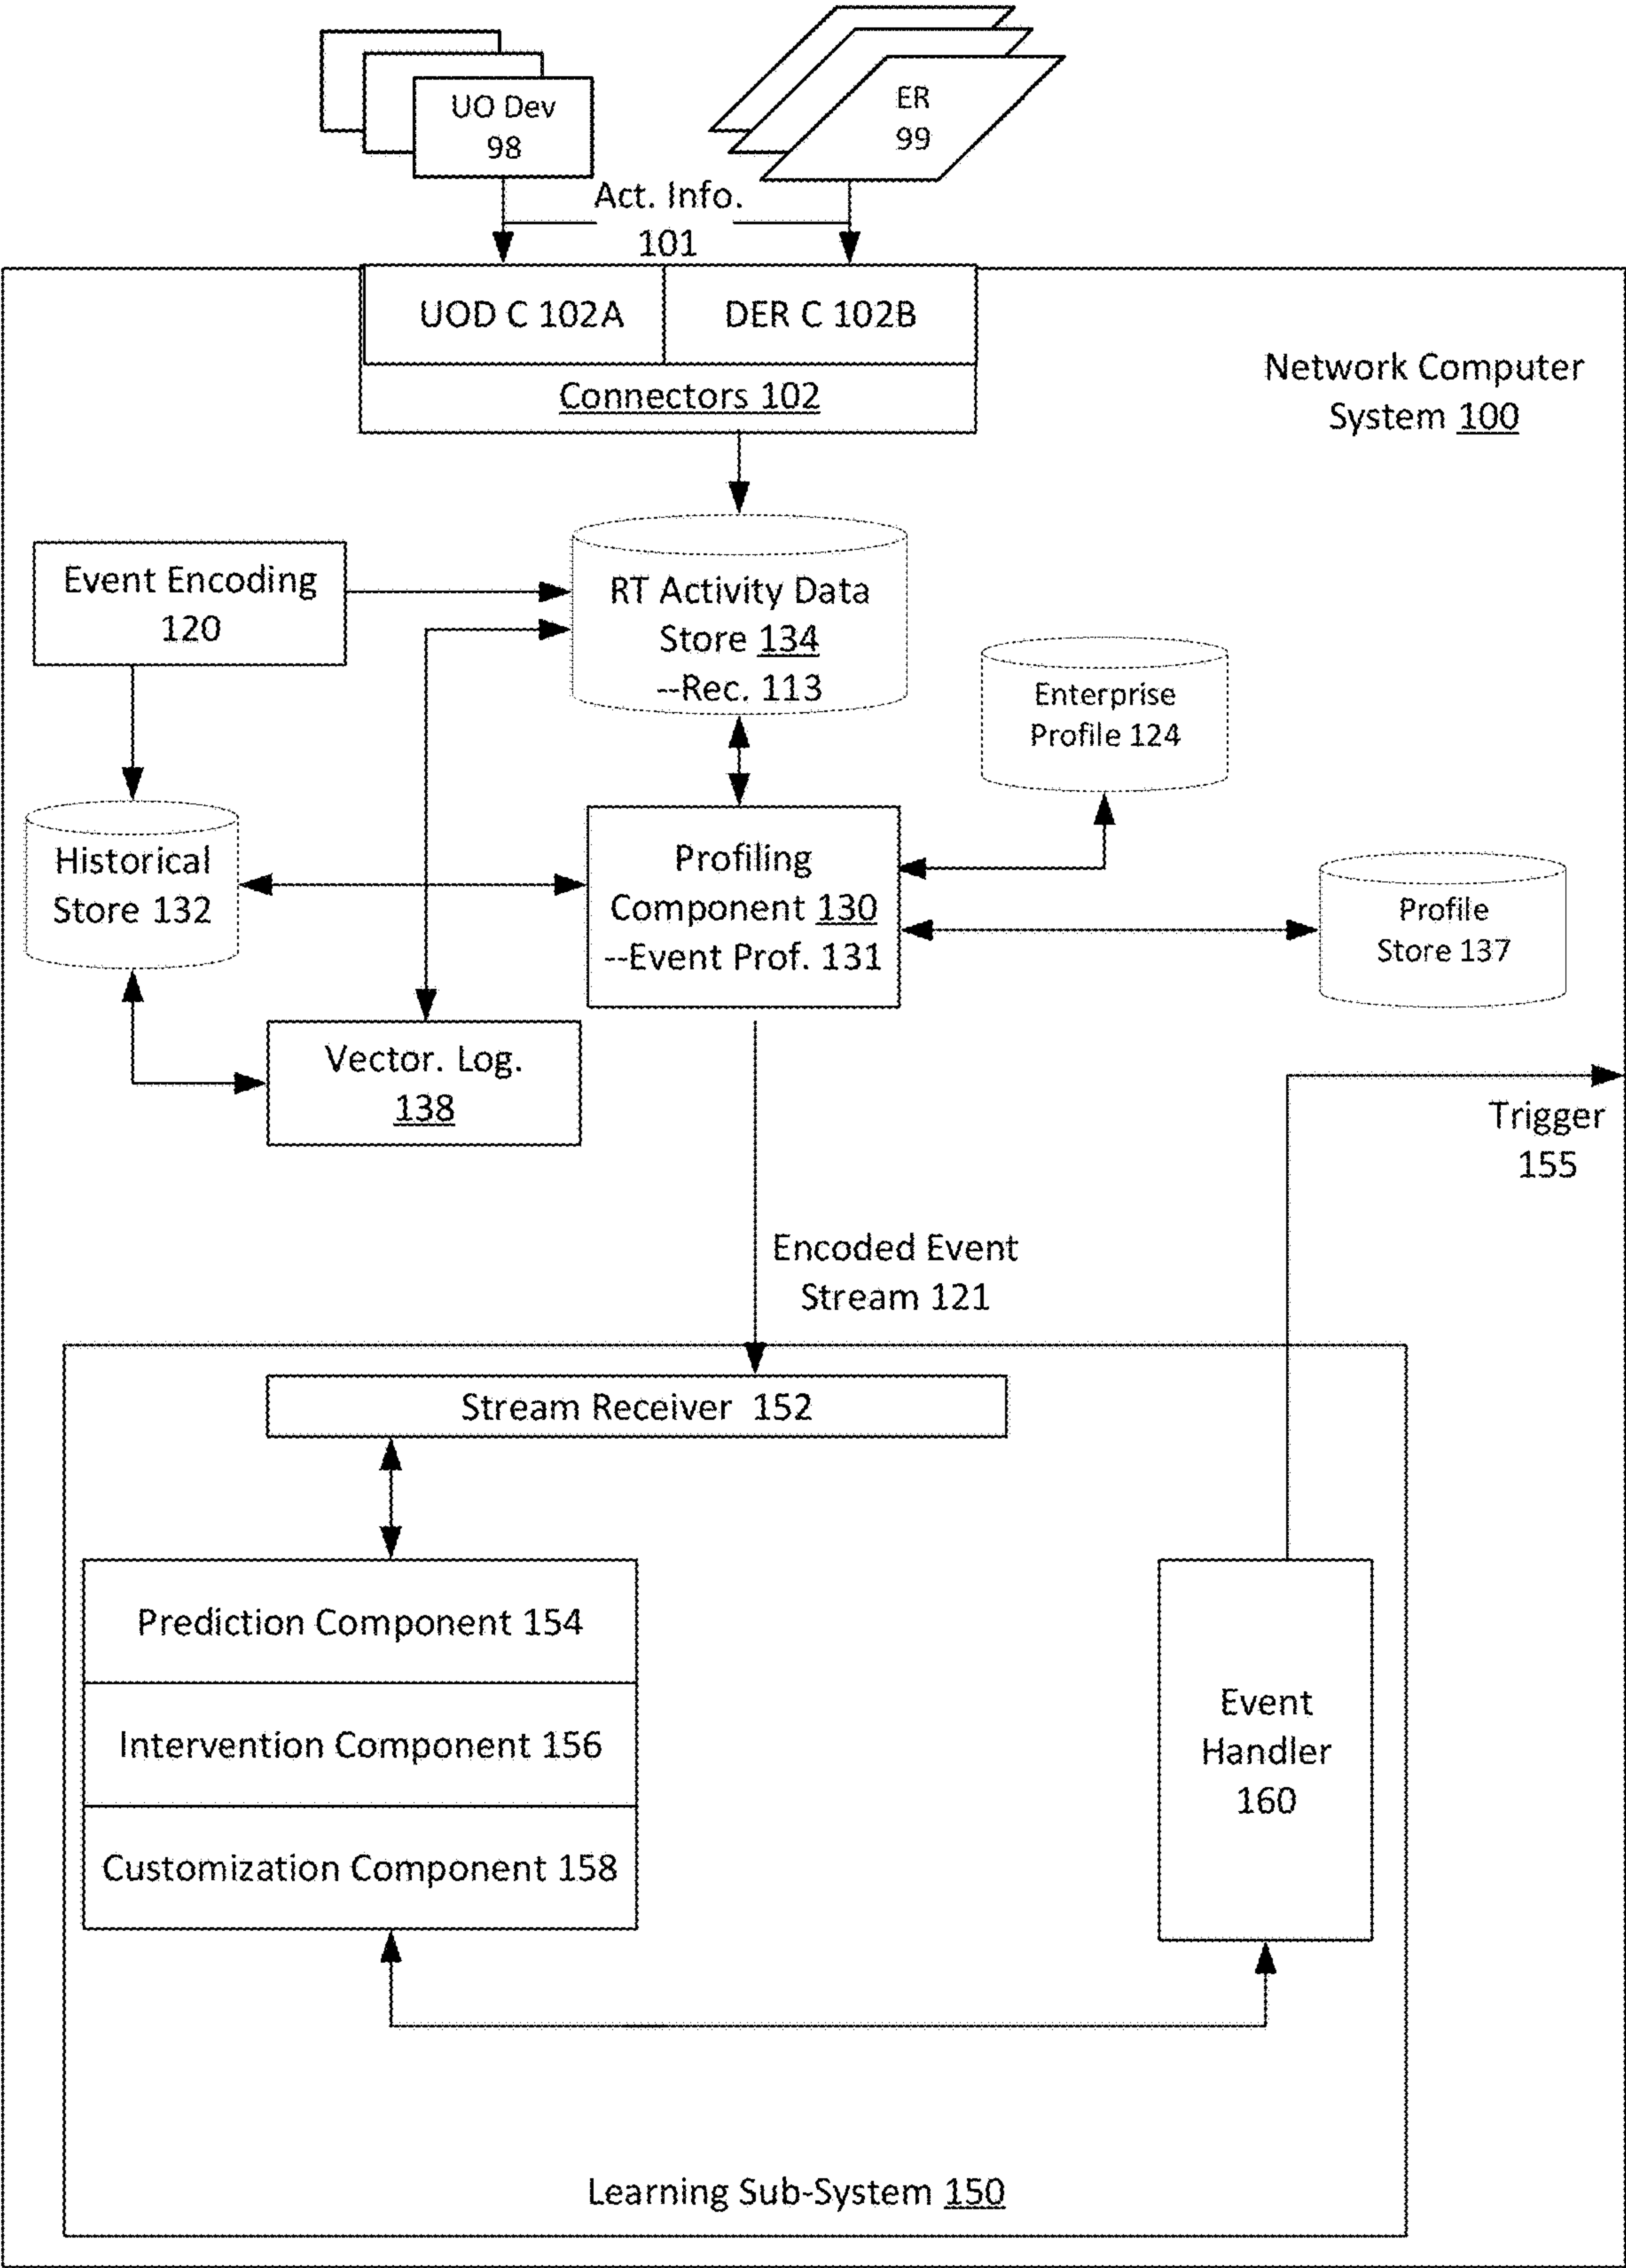 UO Dev
98
ER
99
Act. Info.
101
UOD C 102A
DER C 102B
Connectors 102
Network Computer
System 100
Event Encoding
120
RT Activity Data
Store 134
--Rec. 113
Enterprise
Profile 124
Historical
Store 132
Profiling
Component 130
--Event Prof. 131
Profile
Store 137
Vector. Log.
138
Trigger
155
Encoded Event
Stream 121
Stream Receiver 152
Prediction Component 154
Intervention Component 156
Customization Component 158
Event
Handler
160
Learning Sub-System 150